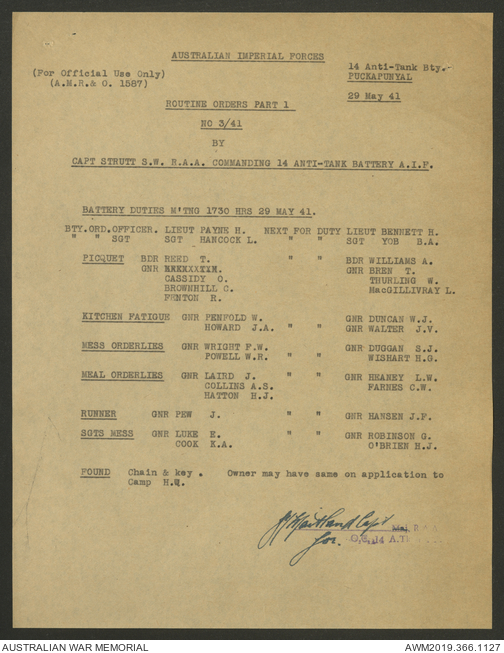 AUSTRALIAN IMPERIAL FORCES
(For Official Use Only) 14 Anti-Tank Bty.
(A.M.R.& O. 1587) PUCKAPUNYAL
29 May 41
ROUTINE ORDERS PART 1
NO 3/41
BY
CAPT STRUTT S.W. R.A.A. COMMANDING 14 ANTI-TANK BATTERY A.I.F.
BATTERY DUTIES M'TNG 1730 HRS 29 MAY 41.
BTY.ORD.OFFICER. LIEUT PAYNE H. NEXT FOR DUTY LIEUT BENNETT H.
" " SGT SGT HANCOCK L. " " SGT YOB B.A.
PICQUET BDR REED T. " " BDR WILLIAMS A.
GNR GNR BREN T.
CASSIDY O. THURLING W.
BROWNHILL C. MacGILLIVRAY L.
FENTON R.
KITCHEN FATIGUE GNR PENFOLD W. GNR DUNCAN W.J.
HOWARD J.A. " " GNR WALTER J.V.
MESS ORDERLIES GNR WRIGHT F.W. GNR DUGGAN S.J.
POWELL W.R. " " WISHART H.G.
MEAL ORDERLIES GNR LAIRD J. " " GNR HEANEY L.W.
COLLINS A.S. FARNES C.W.
HATTON H.J.
RUNNER GNR PEW J. " " GNR HANSEN J.F.
SGTS MESS GNR LUKE E. " " GNR ROBINSON G.
COOK K.A. O'BRIEN H.J.
FOUND Chain & key . Owner may have same on application to
Camp H.Q.
Maitland Capt Maj.
for. O.C. 14 A.T.
AUSTRALIAN WAR MEMORIAL AWM2019.366.1127